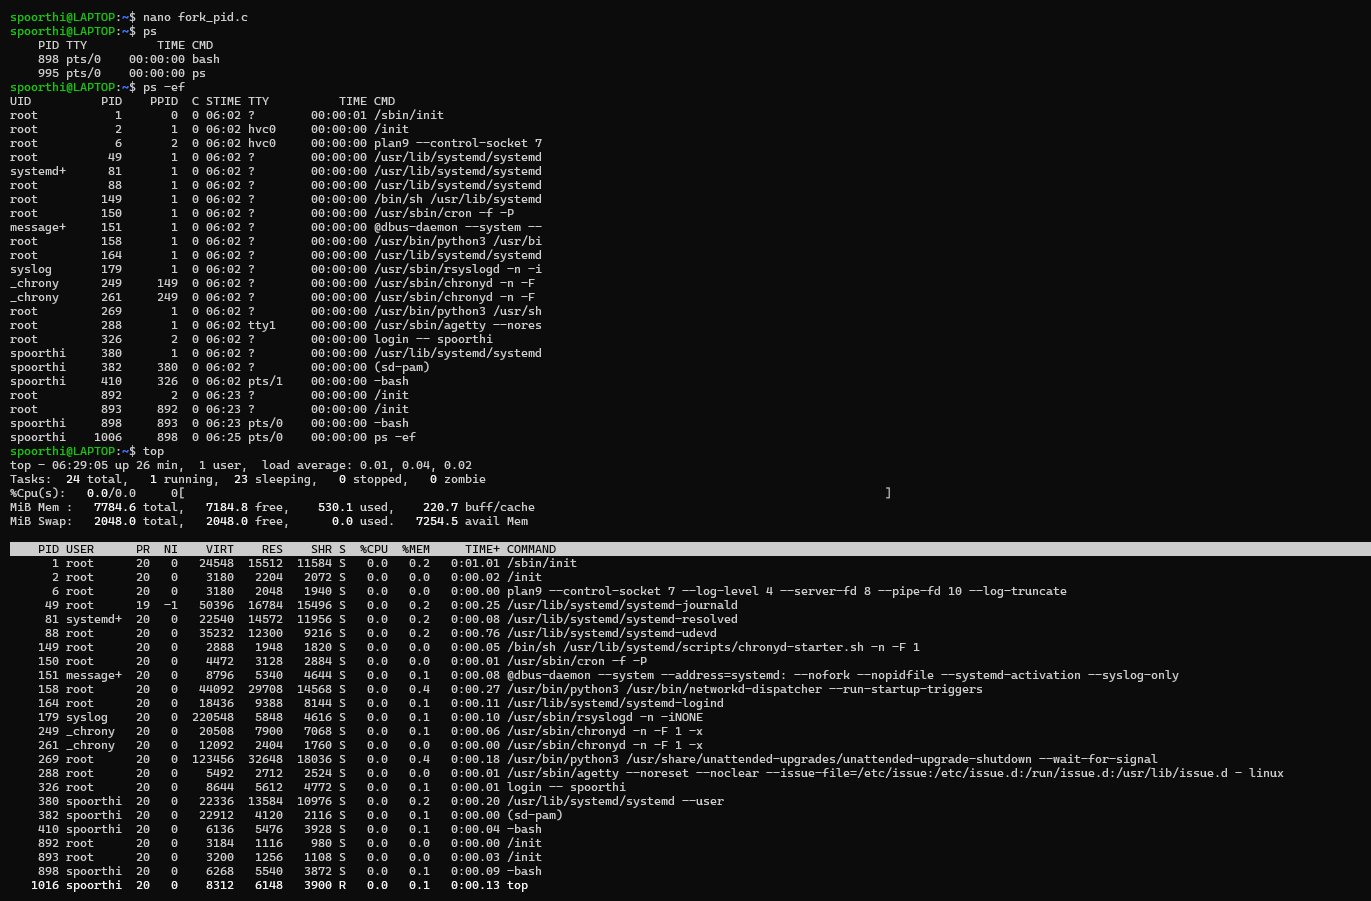 spoorthi@LAPTOP:~$ nano fork_pid.c
spoorthi@LAPTOP:~$ ps
    PID TTY          TIME CMD
    898 pts/0    00:00:00 bash
    995 pts/0    00:00:00 ps
spoorthi@LAPTOP:~$ ps -ef
UID          PID    PPID  C STIME TTY          TIME CMD
root           1       0  0 06:02 ?        00:00:01 /sbin/init
root           2       1  0 06:02 hvc0     00:00:00 /init
root           6       2  0 06:02 hvc0     00:00:00 plan9 --control-socket 7
root          49       1  0 06:02 ?        00:00:00 /usr/lib/systemd/systemd
systemd+      81       1  0 06:02 ?        00:00:00 /usr/lib/systemd/systemd
root          88       1  0 06:02 ?        00:00:00 /usr/lib/systemd/systemd
root         149       1  0 06:02 ?        00:00:00 /bin/sh /usr/lib/systemd
root         150       1  0 06:02 ?        00:00:00 /usr/sbin/cron -f -P
message+     151       1  0 06:02 ?        00:00:00 @dbus-daemon --system --
root         158       1  0 06:02 ?        00:00:00 /usr/bin/python3 /usr/bi
root         164       1  0 06:02 ?        00:00:00 /usr/lib/systemd/systemd
syslog       179       1  0 06:02 ?        00:00:00 /usr/sbin/rsyslogd -n -i
_chrony      249     149  0 06:02 ?        00:00:00 /usr/sbin/chronyd -n -F
_chrony      261     249  0 06:02 ?        00:00:00 /usr/sbin/chronyd -n -F
root         269       1  0 06:02 ?        00:00:00 /usr/bin/python3 /usr/sh
root         288       1  0 06:02 tty1     00:00:00 /usr/sbin/agetty --nores
root         326       2  0 06:02 ?        00:00:00 login -- spoorthi
spoorthi     380       1  0 06:02 ?        00:00:00 /usr/lib/systemd/systemd
spoorthi     382     380  0 06:02 ?        00:00:00 (sd-pam)
spoorthi     410     326  0 06:02 pts/1    00:00:00 -bash
root         892       2  0 06:23 ?        00:00:00 /init
root         893     892  0 06:23 ?        00:00:00 /init
spoorthi     898     893  0 06:23 pts/0    00:00:00 -bash
spoorthi    1006     898  0 06:25 pts/0    00:00:00 ps -ef
spoorthi@LAPTOP:~$ top
top - 06:29:05 up 26 min,  1 user,  load average: 0.01, 0.04, 0.02
Tasks:  24 total,   1 running,  23 sleeping,   0 stopped,   0 zombie
%Cpu(s):   0.0/0.0     0[                                                                                                    ]
MiB Mem :   7784.6 total,   7184.8 free,    530.1 used,    220.7 buff/cache
MiB Swap:   2048.0 total,   2048.0 free,      0.0 used.   7254.5 avail Mem
    PID USER      PR  NI    VIRT    RES    SHR S  %CPU  %MEM     TIME+ COMMAND
      1 root      20   0   24548  15512  11584 S   0.0   0.2   0:01.01 /sbin/init
      2 root      20   0    3180   2204   2072 S   0.0   0.0   0:00.02 /init
      6 root      20   0    3180   2048   1940 S   0.0   0.0   0:00.00 plan9 --control-socket 7 --log-level 4 --server-fd 8 --pipe-fd 10 --log-truncate
     49 root      19  -1   50396  16784  15496 S   0.0   0.2   0:00.25 /usr/lib/systemd/systemd-journald
     81 systemd+  20   0   22540  14572  11956 S   0.0   0.2   0:00.08 /usr/lib/systemd/systemd-resolved
     88 root      20   0   35232  12300   9216 S   0.0   0.2   0:00.76 /usr/lib/systemd/systemd-udevd
    149 root      20   0    2888   1948   1820 S   0.0   0.0   0:00.05 /bin/sh /usr/lib/systemd/scripts/chronyd-starter.sh -n -F 1
    150 root      20   0    4472   3128   2884 S   0.0   0.0   0:00.01 /usr/sbin/cron -f -P
    151 message+  20   0    8796   5340   4644 S   0.0   0.1   0:00.08 @dbus-daemon --system --address=systemd: --nofork --nopidfile --systemd-activation --syslog-only
    158 root      20   0   44092  29708  14568 S   0.0   0.4   0:00.27 /usr/bin/python3 /usr/bin/networkd-dispatcher --run-startup-triggers
    164 root      20   0   18436   9388   8144 S   0.0   0.1   0:00.11 /usr/lib/systemd/systemd-logind
    179 syslog    20   0  220548   5848   4616 S   0.0   0.1   0:00.10 /usr/sbin/rsyslogd -n -iNONE
    249 _chrony   20   0   20508   7900   7068 S   0.0   0.1   0:00.06 /usr/sbin/chronyd -n -F 1 -x
    261 _chrony   20   0   12092   2404   1760 S   0.0   0.0   0:00.00 /usr/sbin/chronyd -n -F 1 -x
    269 root      20   0  123456  32648  18036 S   0.0   0.4   0:00.18 /usr/bin/python3 /usr/share/unattended-upgrades/unattended-upgrade-shutdown --wait-for-signal
    288 root      20   0    5492   2712   2524 S   0.0   0.0   0:00.01 /usr/sbin/agetty --noreset --noclear --issue-file=/etc/issue:/etc/issue.d:/run/issue.d:/usr/lib/issue.d - linux
    326 root      20   0    8644   5612   4772 S   0.0   0.1   0:00.01 login -- spoorthi
    380 spoorthi  20   0   22336  13584  10976 S   0.0   0.2   0:00.20 /usr/lib/systemd/systemd --user
    382 spoorthi  20   0   22912   4120   2116 S   0.0   0.1   0:00.00 (sd-pam)
    410 spoorthi  20   0    6136   5476   3928 S   0.0   0.1   0:00.04 -bash
    892 root      20   0    3184   1116    980 S   0.0   0.0   0:00.00 /init
    893 root      20   0    3200   1256   1108 S   0.0   0.0   0:00.03 /init
    898 spoorthi  20   0    6268   5540   3872 S   0.0   0.1   0:00.09 -bash
   1016 spoorthi  20   0    8312   6148   3900 R   0.0   0.1   0:00.13 top